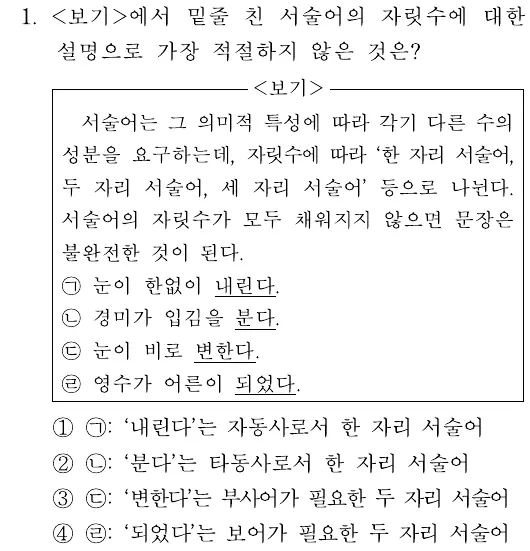 1. <보기>에서 밑줄 친 서술어의 자릿수에 대한
설명으로 가장 적절하지 않은 것은?
<보기>
서술어는 그 의미적 특성에 따라 각기 다른 수의
성분을 요구하는데, 자릿수에 따라 ‘한 자리 서술어,
두 자리 서술어, 세 자리 서술어’ 등으로 나뉜다.
서술어의 자릿수가 모두 채워지지 않으면 문장은
불완전한 것이 된다.
㉠ 눈이 한없이 내린다.
㉡ 경미가 입김을 분다.
㉢ 눈이 비로 변한다.
㉣ 영수가 어른이 되었다.
① ㉠: ‘내린다’는 자동사로서 한 자리 서술어
② ㉡: ‘분다’는 타동사로서 한 자리 서술어
③ ㉢: ‘변한다’는 부사어가 필요한 두 자리 서술어
④ ㉣: ‘되었다’는 보어가 필요한 두 자리 서술어